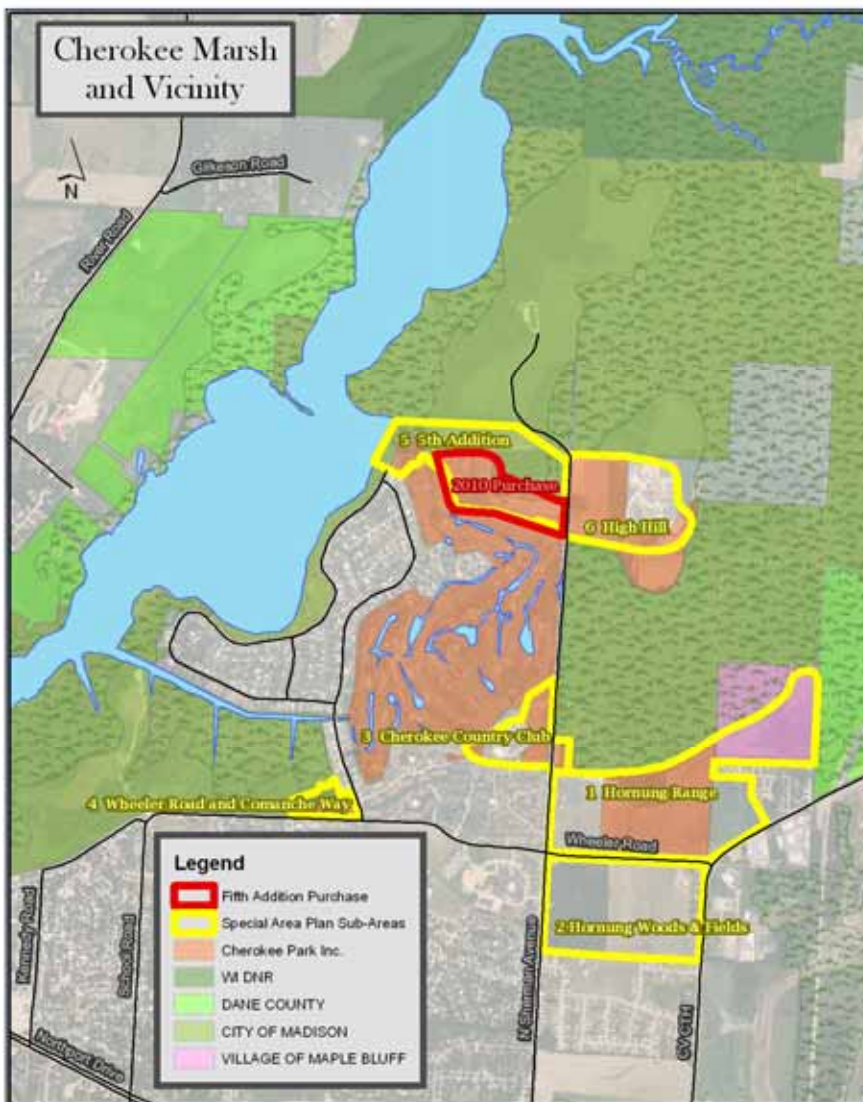 Cherokee Marsh
and Vicinity
N
Gilkeson Road
River Road
5 5th Addition
2010 Purchase
6 High Hill
3 Cherokee Country Club
4 Wheeler Road and Comanche Way
1 Hornung Range
Wheeler Road
2 Hornung Woods & Fields
Kennedy Road
School Road
Northport Drive
N Sherman Avenue
CV CTH
Legend
Fifth Addition Purchase
Special Area Plan Sub-Areas
Cherokee Park Inc.
WI DNR
DANE COUNTY
CITY OF MADISON
VILLAGE OF MAPLE BLUFF